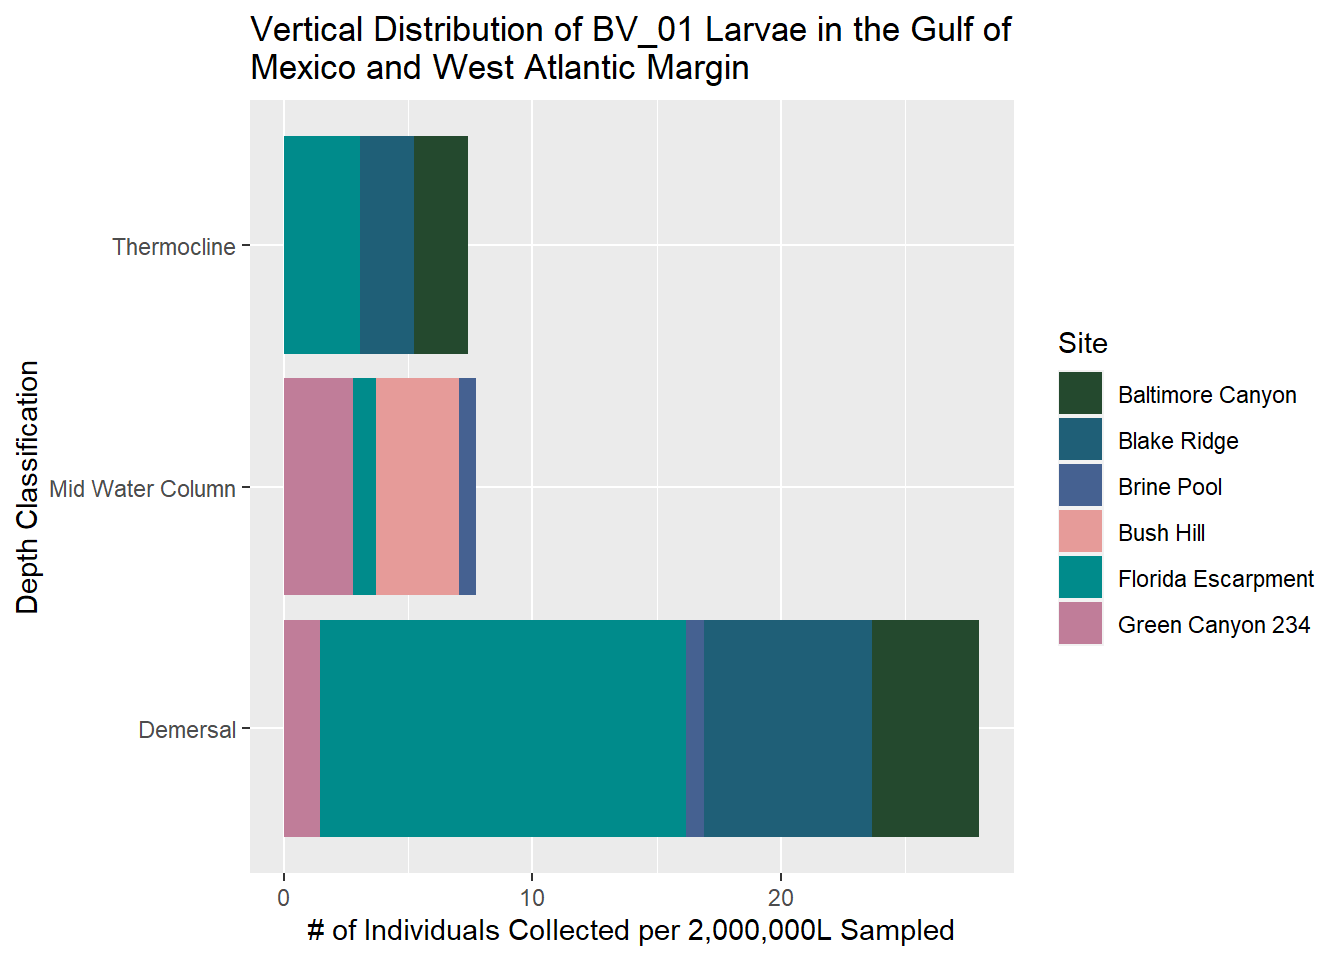 Vertical Distribution of BV_01 Larvae in the Gulf of
Mexico and West Atlantic Margin
Depth Classification
Thermocline
Mid Water Column
Demersal
0
10
20
# of Individuals Collected per 2,000,000L Sampled
Site
Baltimore Canyon
Blake Ridge
Brine Pool
Bush Hill
Florida Escarpment
Green Canyon 234